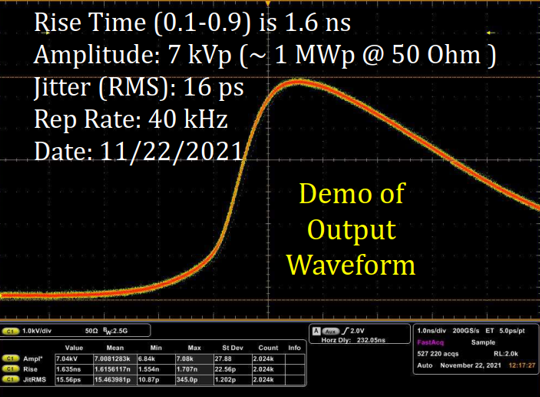 Rise Time (0.1-0.9) is 1.6 ns
Amplitude: 7 kVp (~ 1 MWp @ 50 Ohm )
Jitter (RMS): 16 ps
Rep Rate: 40 kHz
Date: 11/22/2021
Demo of
Output
Waveform
C1 1.0kV/div 50Ω BW:2.5G
A Aux 2.0V
Horz Dly: 232.05ns
1.0ns/div 200GS/s ET 5.0ps/pt
FastAcq Sample
527 220 acqs RL:2.0k
Auto November 22, 2021 12:17:27
Value Mean Min Max St Dev Count Info
C1 Ampl* 7.04kV 7.0081283k 6.84k 7.08k 27.88 2.024k
C1 Rise 1.635ns 1.6156117n 1.554n 1.707n 22.56p 2.024k
C1 JitRMS 15.56ps 15.463981p 10.87p 345.0p 1.202p 2.024k